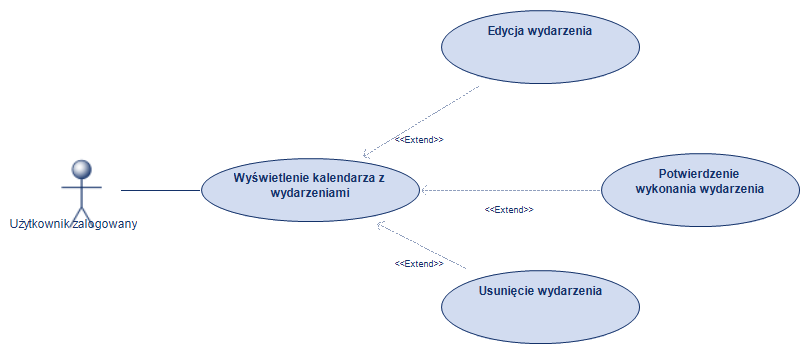 Edycja wydarzenia
<<Extend>>
Wyświetlenie kalendarza z
wydarzeniami
Potwierdzenie
wykonania wydarzenia
<<Extend>>
Użytkownik zalogowany
<<Extend>>
Usunięcie wydarzenia